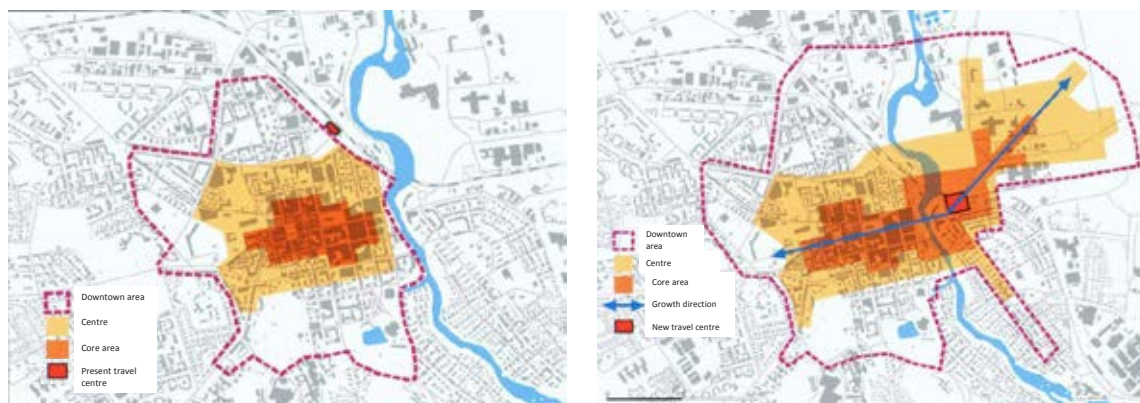 Downtown area
Centre
Core area
Present travel
centre
Downtown
area
Centre
Core area
Growth direction
New travel centre